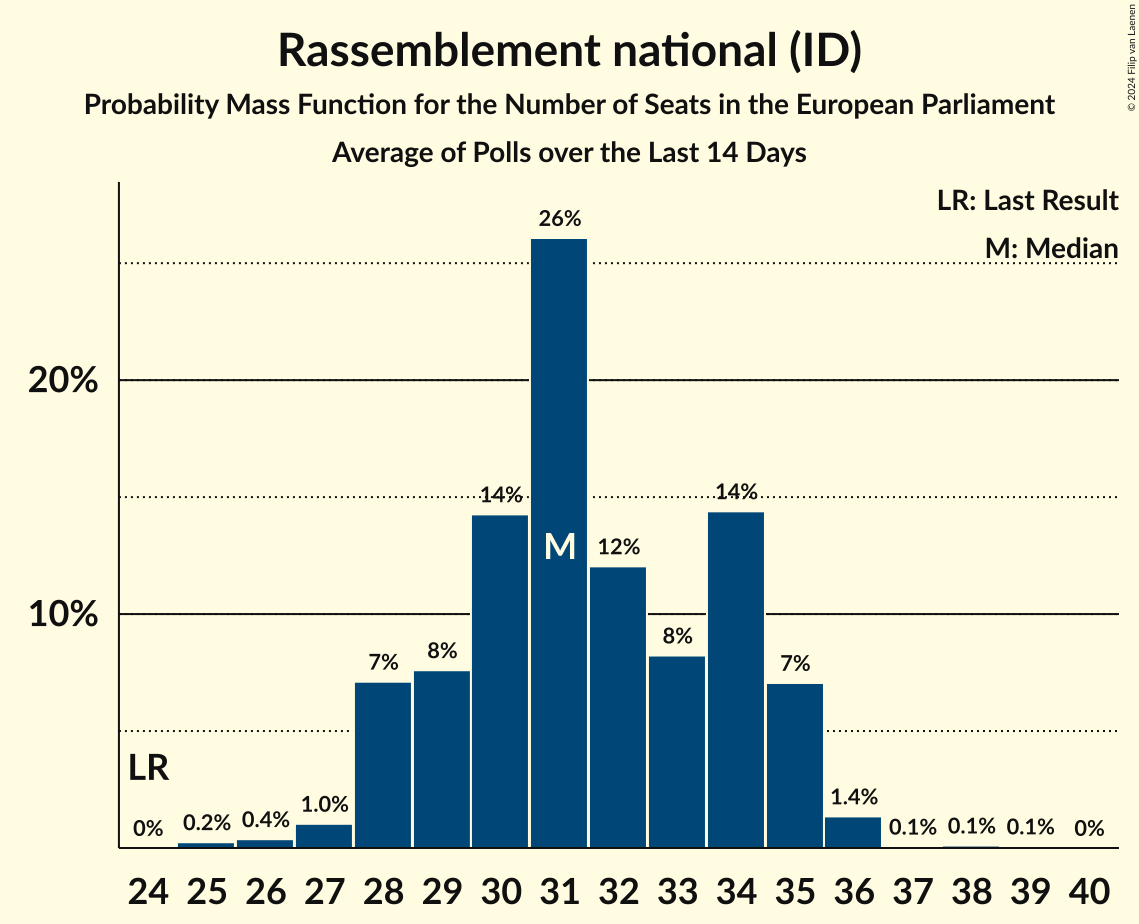 Rassemblement national (ID)
Probability Mass Function for the Number of Seats in the European Parliament
Average of Polls over the Last 14 Days
© 2024 Filip van Laenen
LR: Last Result
M: Median
20%
10%
LR
M
0%
0.2%
0.4%
1.0%
7%
8%
14%
26%
12%
8%
14%
7%
1.4%
0.1%
0.1%
0.1%
0%
24 25 26 27 28 29 30 31 32 33 34 35 36 37 38 39 40